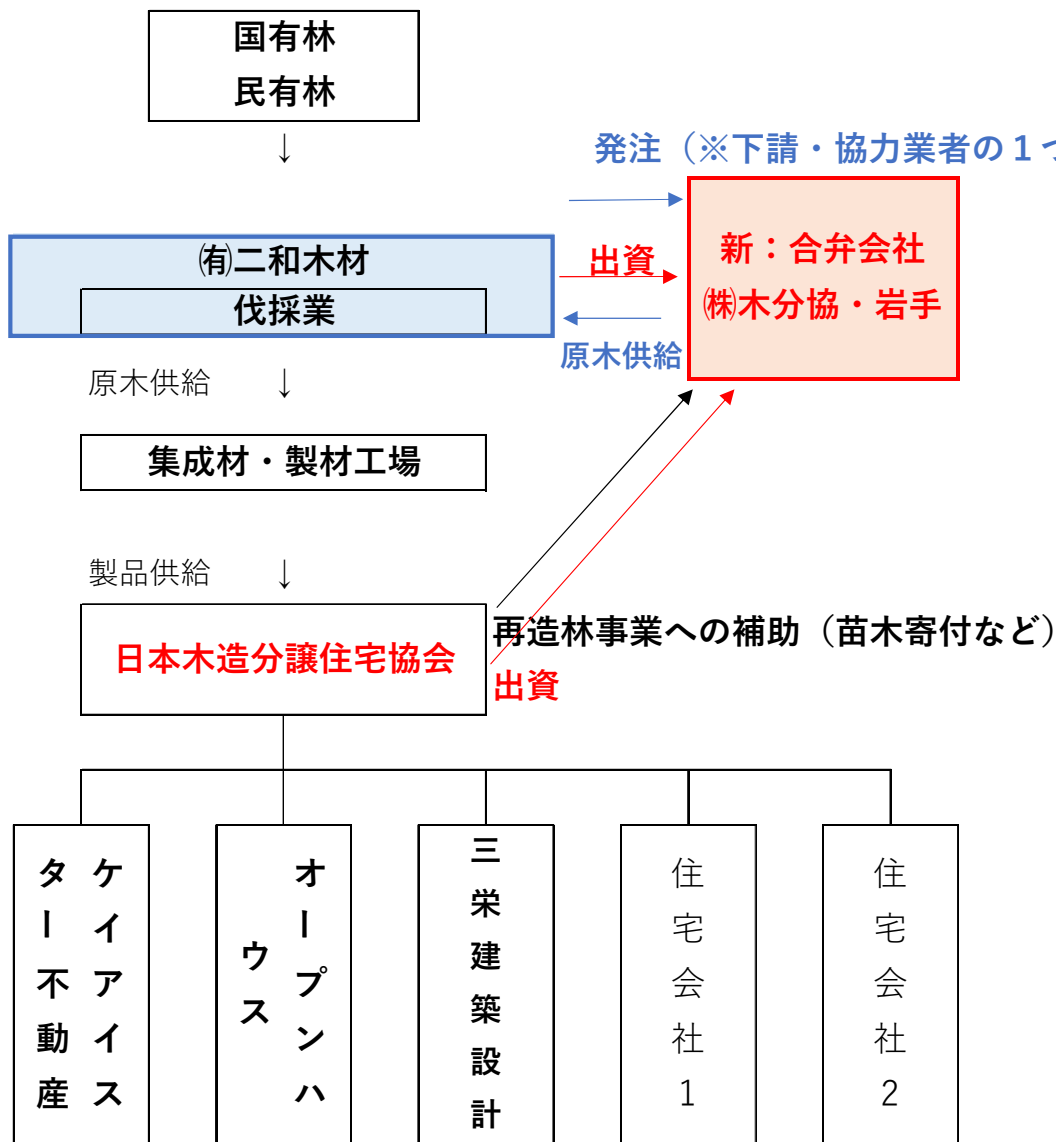 国有林
民有林
↓
発注（※下請・協力業者の１つ
㈲二和木材
伐採業
出資
新：合弁会社
㈱木分協・岩手
原木供給
原木供給 ↓
集成材・製材工場
製品供給 ↓
日本木造分譲住宅協会
再造林事業への補助（苗木寄付など）
出資
ケイアイス
ター不動産
オープンハ
ウス
三栄建築設計
住宅会社1
住宅会社2